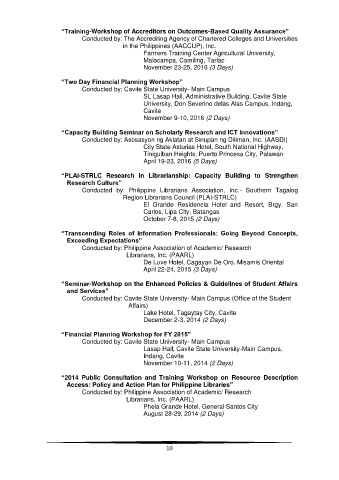 "Training-Workshop of Accreditors on Outcomes-Based Quality Assurance"
Conducted by: The Accrediting Agency of Chartered Colleges and Universities
in the Philippines (AACCUP), Inc.
Farmers Training Center Agricultural University,
Malacampa, Camiling, Tarlac
November 23-25, 2016 (3 Days)
"Two Day Financial Planning Workshop"
Conducted by: Cavite State University- Main Campus
SL Lasap Hall, Administrative Building, Cavite State
University, Don Severino delas Alas Campus, Indang,
Cavite
November 9-10, 2016 (2 Days)
"Capacity Building Seminar on Scholarly Research and ICT Innovations"
Conducted by: Asosasyon ng Aklatan at Sinupan ng Diliman, Inc. (AASDI)
City State Asturias Hotel, South National Highway,
Tiniguiban Heights, Puerto Princesa City, Palawan
April 19-23, 2016 (5 Days)
"PLAI-STRLC Research in Librarianship: Capacity Building to Strengthen
Research Culture"
Conducted by: Philippine Librarians Association, Inc.- Southern Tagalog
Region Librarians Council (PLAI-STRLC)
El Grande Residencia Hotel and Resort, Brgy. San
Carlos, Lipa City, Batangas
October 7-8, 2015 (2 Days)
"Transcending Roles of Information Professionals: Going Beyond Concepts,
Exceeding Expectations"
Conducted by: Philippine Association of Academic/ Research
Librarians, Inc. (PAARL)
De Luxe Hotel, Cagayan De Oro, Misamis Oriental
April 22-24, 2015 (3 Days)
"Seminar-Workshop on the Enhanced Policies & Guidelines of Student Affairs
and Services"
Conducted by: Cavite State University- Main Campus (Office of the Student
Affairs)
Lake Hotel, Tagaytay City, Cavite
December 2-3, 2014 (2 Days)
"Financial Planning Workshop for FY 2015"
Conducted by: Cavite State University- Main Campus
Lasap Hall, Cavite State University-Main Campus,
Indang, Cavite
November 10-11, 2014 (2 Days)
"2014 Public Consultation and Training Workshop on Resource Description
Access: Policy and Action Plan for Philippine Libraries"
Conducted by: Philippine Association of Academic/ Research
Librarians, Inc. (PAARL)
Phela Grande Hotel, General Santos City
August 28-29, 2014 (2 Days)
10